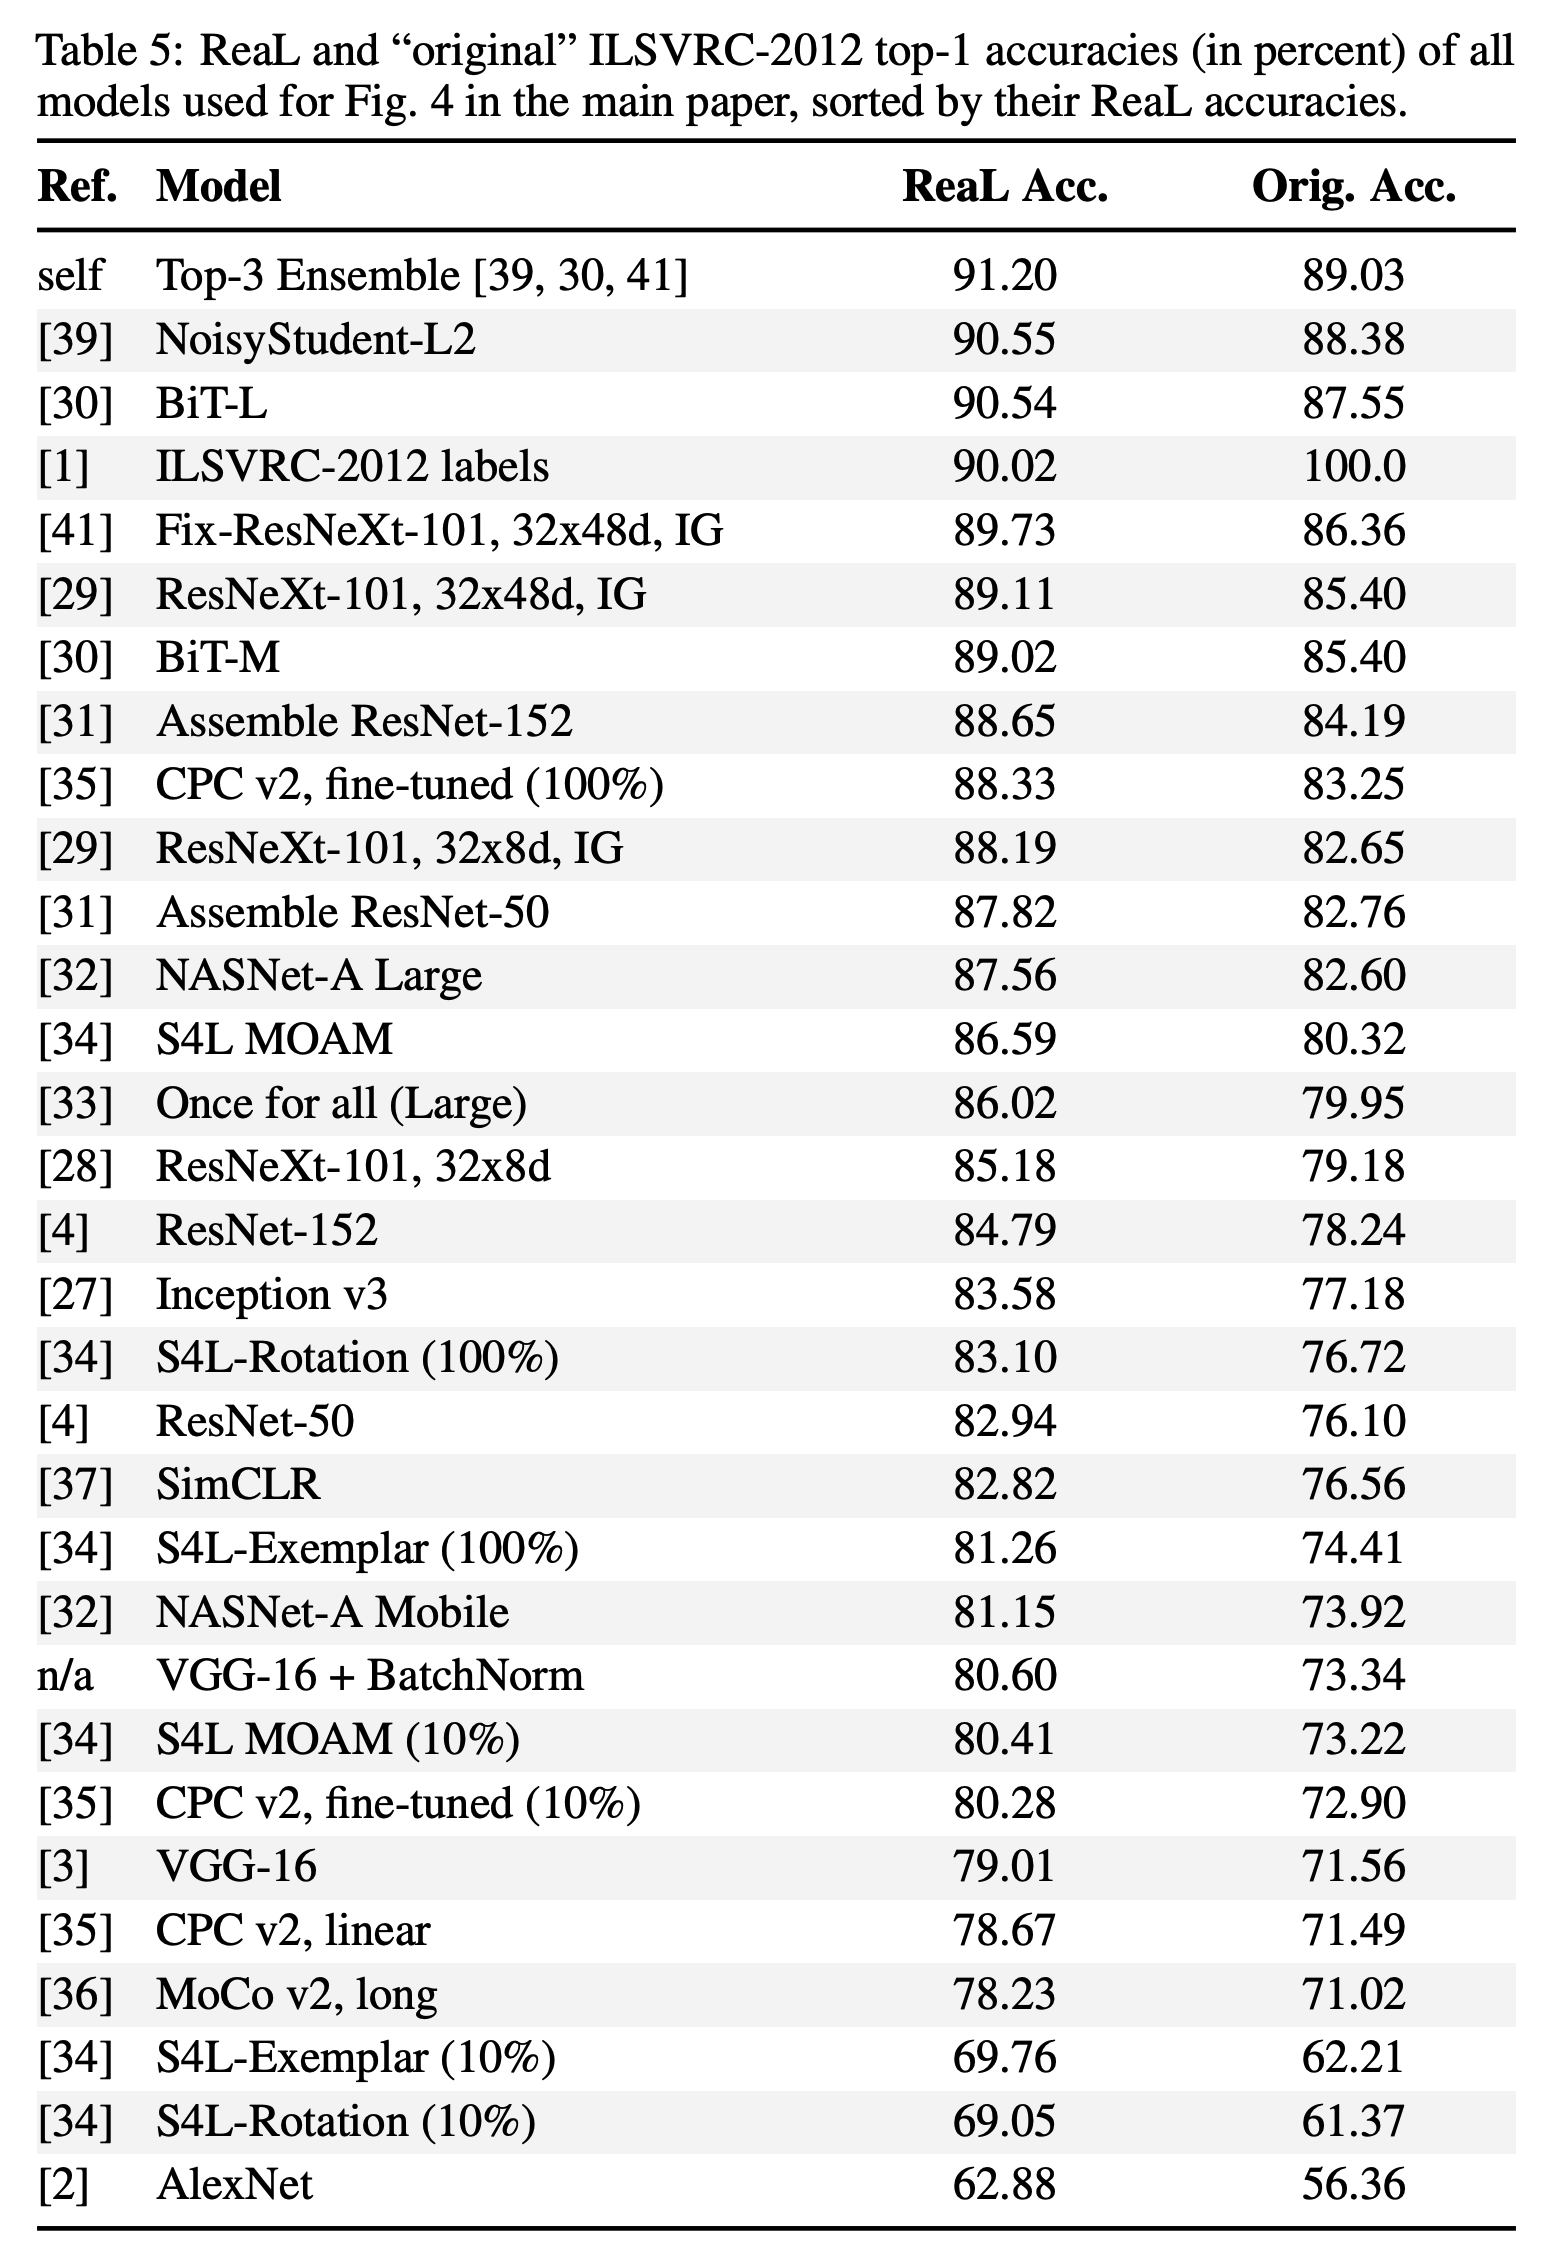 Table 5: ReaL and “original” ILSVRC-2012 top-1 accuracies (in percent) of all
models used for Fig. 4 in the main paper, sorted by their ReaL accuracies.
Ref. Model ReaL Acc. Orig. Acc.
self Top-3 Ensemble [39, 30, 41] 91.20 89.03
[39] NoisyStudent-L2 90.55 88.38
[30] BiT-L 90.54 87.55
[1] ILSVRC-2012 labels 90.02 100.0
[41] Fix-ResNeXt-101, 32x48d, IG 89.73 86.36
[29] ResNeXt-101, 32x48d, IG 89.11 85.40
[30] BiT-M 89.02 85.40
[31] Assemble ResNet-152 88.65 84.19
[35] CPC v2, fine-tuned (100%) 88.33 83.25
[29] ResNeXt-101, 32x8d, IG 88.19 82.65
[31] Assemble ResNet-50 87.82 82.76
[32] NASNet-A Large 87.56 82.60
[34] S4L MOAM 86.59 80.32
[33] Once for all (Large) 86.02 79.95
[28] ResNeXt-101, 32x8d 85.18 79.18
[4] ResNet-152 84.79 78.24
[27] Inception v3 83.58 77.18
[34] S4L-Rotation (100%) 83.10 76.72
[4] ResNet-50 82.94 76.10
[37] SimCLR 82.82 76.56
[34] S4L-Exemplar (100%) 81.26 74.41
[32] NASNet-A Mobile 81.15 73.92
n/a VGG-16 + BatchNorm 80.60 73.34
[34] S4L MOAM (10%) 80.41 73.22
[35] CPC v2, fine-tuned (10%) 80.28 72.90
[3] VGG-16 79.01 71.56
[35] CPC v2, linear 78.67 71.49
[36] MoCo v2, long 78.23 71.02
[34] S4L-Exemplar (10%) 69.76 62.21
[34] S4L-Rotation (10%) 69.05 61.37
[2] AlexNet 62.88 56.36